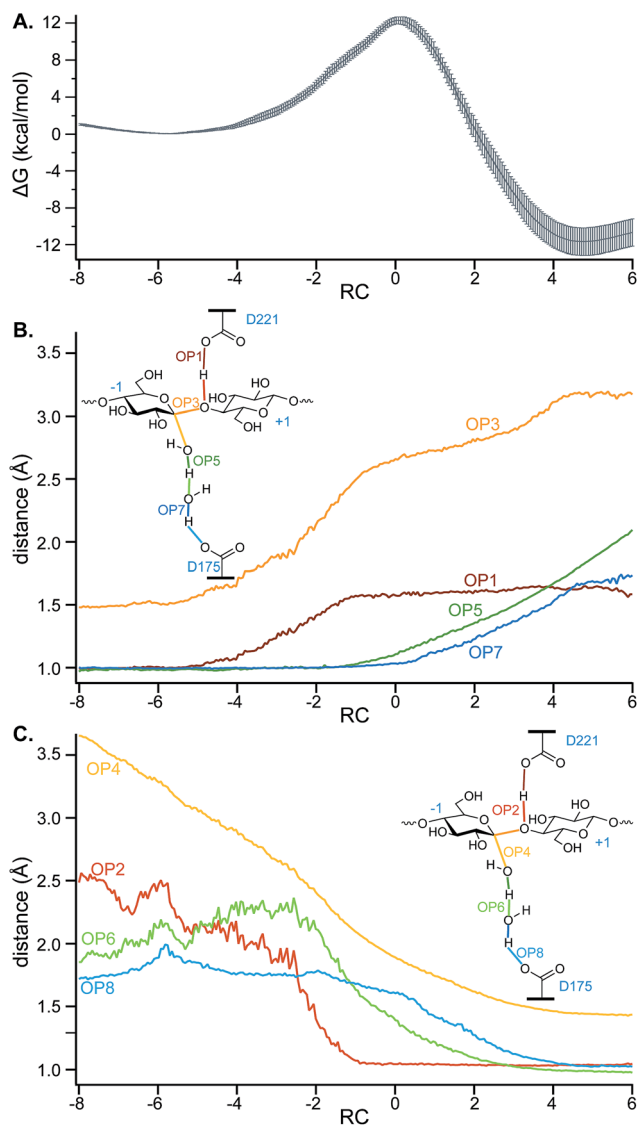 A.
12
8
4
0
-4
-8
-12
ΔG (kcal/mol)
-8 -6 -4 -2 0 2 4 6
RC
B.
3.5
3.0
2.5
2.0
1.5
1.0
distance (Å)
D221
O
O
OP1
H
HO
-1
O
O
HO
OP3
O
HO
OH
O
O
HO
OH
+1
H
O
OP5
H
O
H
OP7
H
O
O
D175
OP3
OP1
OP5
OP7
-8 -6 -4 -2 0 2 4 6
RC
C.
3.5
3.0
2.5
2.0
1.5
1.0
distance (Å)
OP4
OP2
OP6
OP8
D221
O
O
H
OP2
HO
-1
O
O
HO
O
HO
OH
O
O
HO
OH
+1
OP4
H
O
OP6
H
O
H
H
OP8
O
O
D175
-8 -6 -4 -2 0 2 4 6
RC